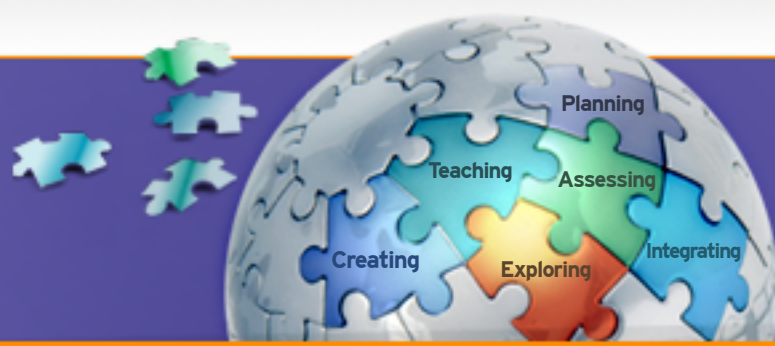 Planning
Teaching
Assessing
Creating
Exploring
Integrating